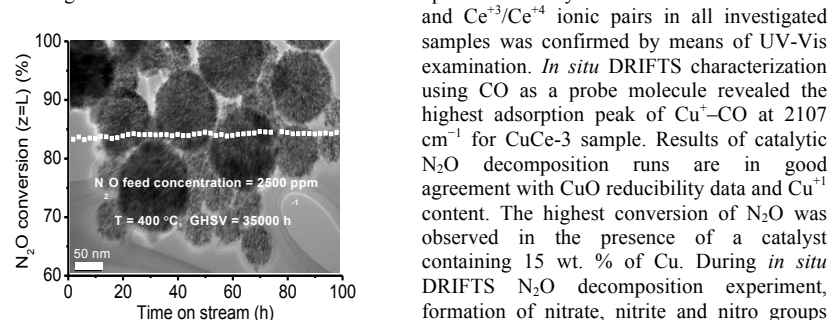 100
90
80
70
60
N₂O conversion (z=L) (%)
N₂O feed concentration = 2500 ppm
T = 400 °C, GHSV = 35000 h⁻¹
50 nm
0 20 40 60 80 100
Time on stream (h)
and Ce⁺³/Ce⁺⁴ ionic pairs in all investigated
samples was confirmed by means of UV-Vis
examination. In situ DRIFTS characterization
using CO as a probe molecule revealed the
highest adsorption peak of Cu⁺–CO at 2107
cm⁻¹ for CuCe-3 sample. Results of catalytic
N₂O decomposition runs are in good
agreement with CuO reducibility data and Cu⁺¹
content. The highest conversion of N₂O was
observed in the presence of a catalyst
containing 15 wt. % of Cu. During in situ
DRIFTS N₂O decomposition experiment,
formation of nitrate, nitrite and nitro groups